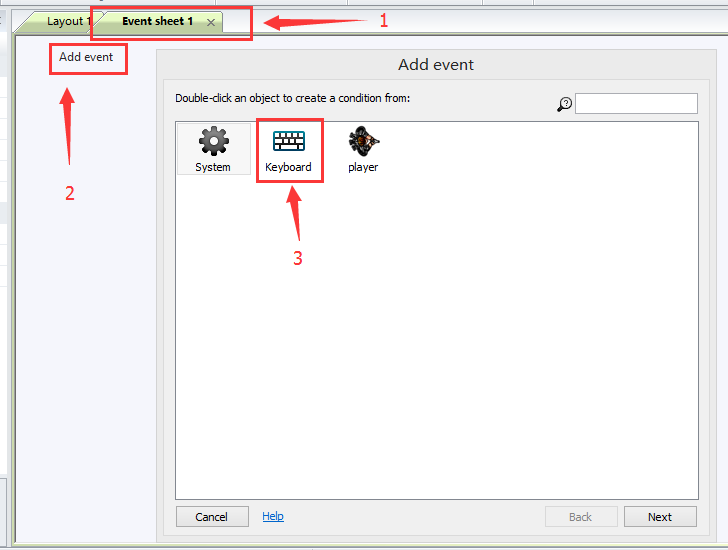 Layout 1
Event sheet 1
1
Add event
Add event
Double-click an object to create a condition from:
System
Keyboard
player
2
3
Cancel
Help
Back
Next